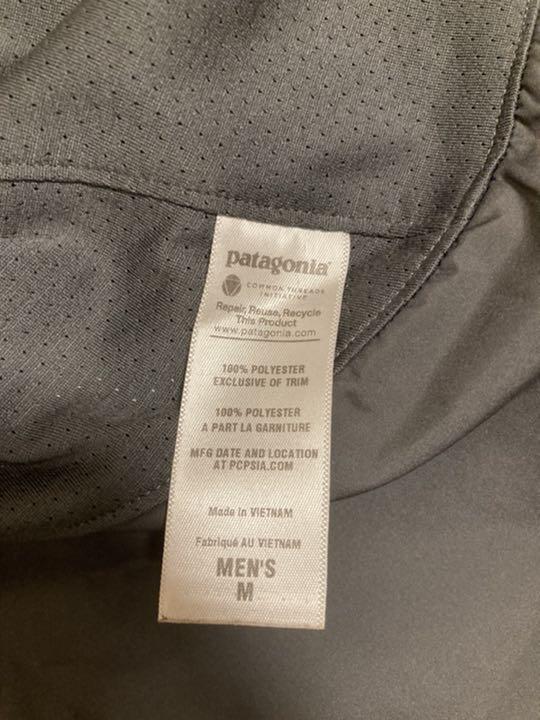 patagonia®
COMMON THREADS
INITIATIVE
Repair, Reuse, Recycle
This Product
www.patagonia.com
100% POLYESTER
EXCLUSIVE OF TRIM
100% POLYESTER
A PART LA GARNITURE
MFG DATE AND LOCATION
AT PCPSIA.COM
Made in VIETNAM
Fabriqué AU VIETNAM
MEN'S
M